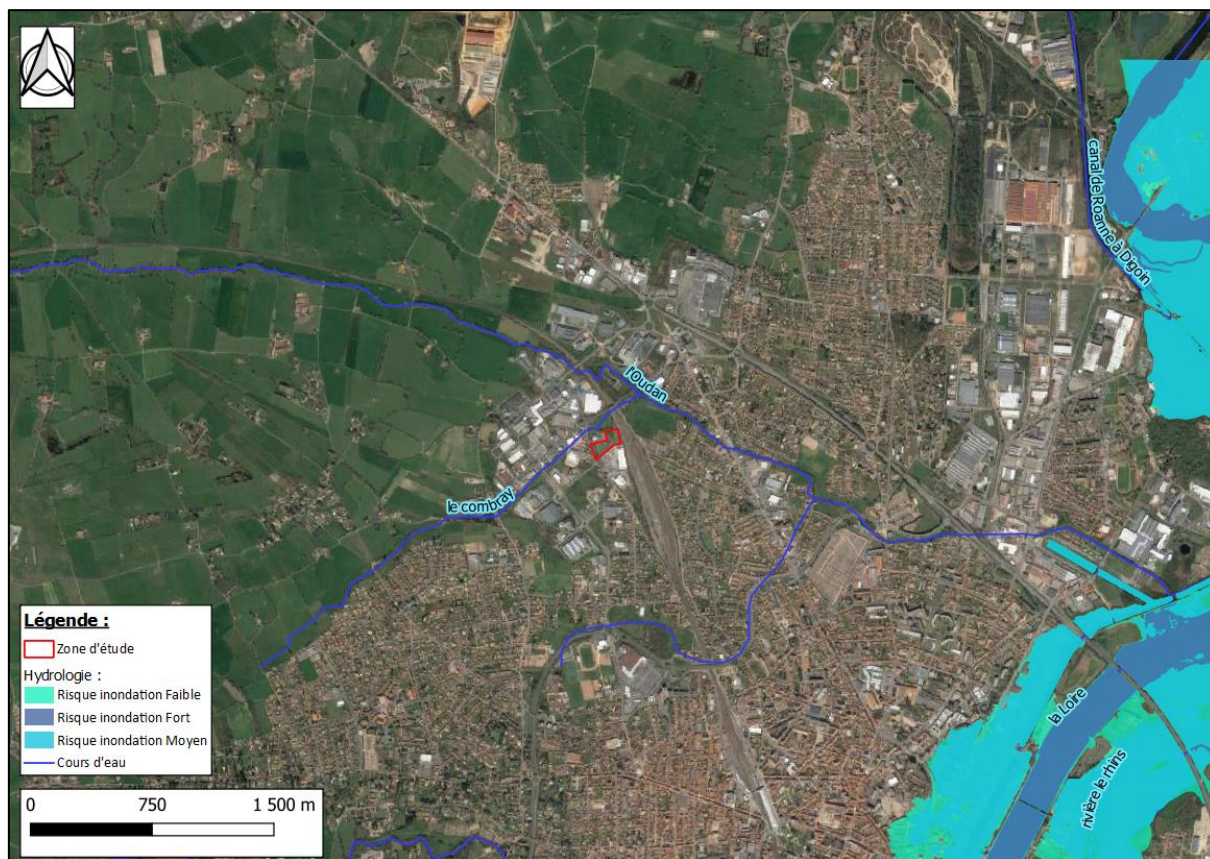 canal de Roanne à Digoin
roudan
le combray
la Loire
rivière le rhins
Légende :
Zone d'étude
Hydrologie :
Risque inondation Faible
Risque inondation Fort
Risque inondation Moyen
Cours d'eau
0 750 1 500 m